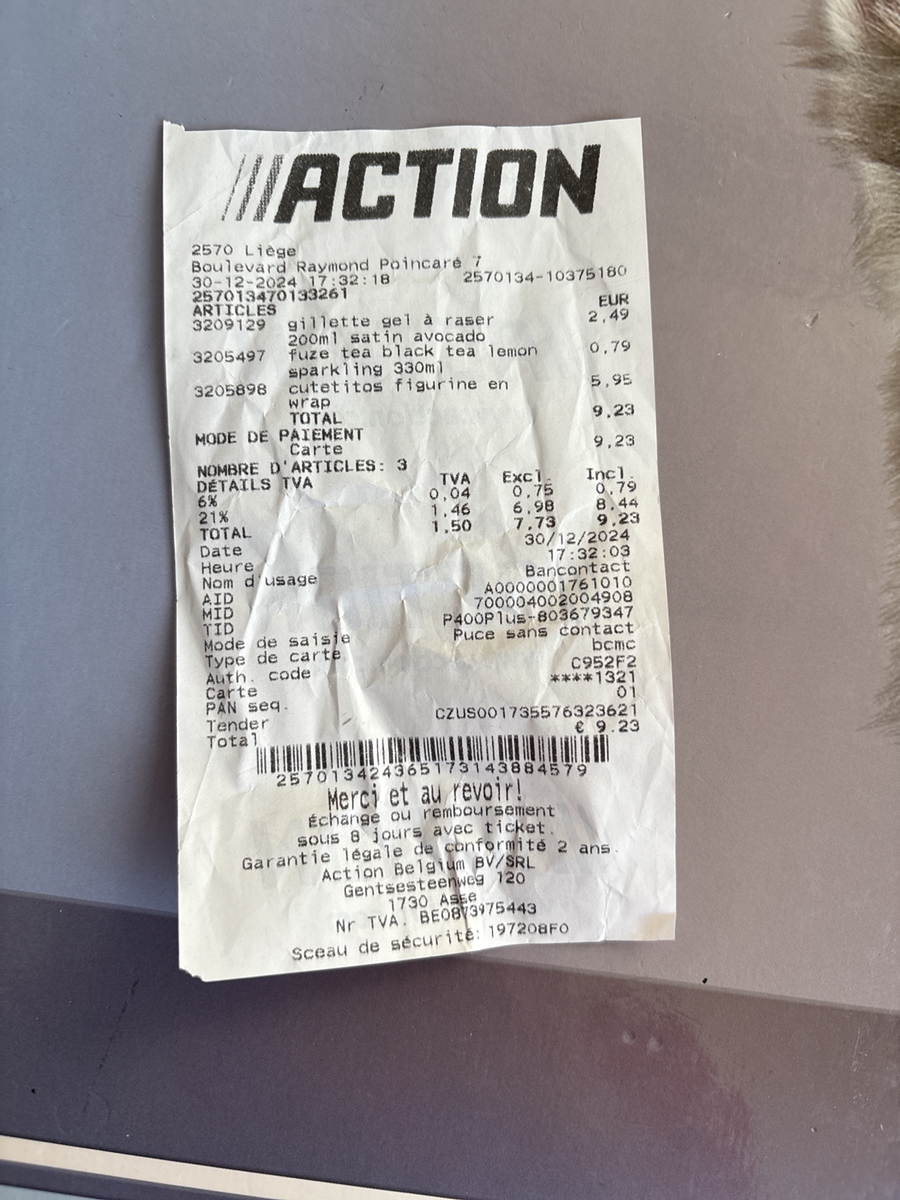 ACTION
2570 Liège
Boulevard Raymond Poincaré 7
30-12-2024 17:32:18 2570134-10375180
257013470133261
ARTICLES EUR
3209129 gillette gel à raser 2,49
200ml satin avocado
3205497 fuze tea black tea lemon 0,79
sparkling 330ml
3205898 cutetitos figurine en 5,95
wrap
TOTAL 9,23
MODE DE PAIEMENT
Carte 9,23
NOMBRE D'ARTICLES: 3
DÉTAILS TVA TVA Excl. Incl.
6% 0,04 0,75 0,79
21% 1,46 6,98 8,44
TOTAL 1,50 7,73 9,23
Date 30/12/2024
Heure 17:32:03
Nom d'usage Bancontact
AID A0000001761010
MID 700004002004908
TID P400Plus-803679347
Mode de saisie Puce sans contact
Type de carte bcmc
Auth. code C952F2
Carte ****1321
PAN seq. 01
Tender CZUS001735576323621
Total € 9.23
2570134243651731438 84579
Merci et au revoir!
Échange ou remboursement
sous 8 jours avec ticket.
Garantie légale de conformité 2 ans.
Action Belgium BV/SRL
Gentsesteenweg 120
1730 Asse
Nr TVA. BE0873975443
Sceau de sécurité: 197208F0